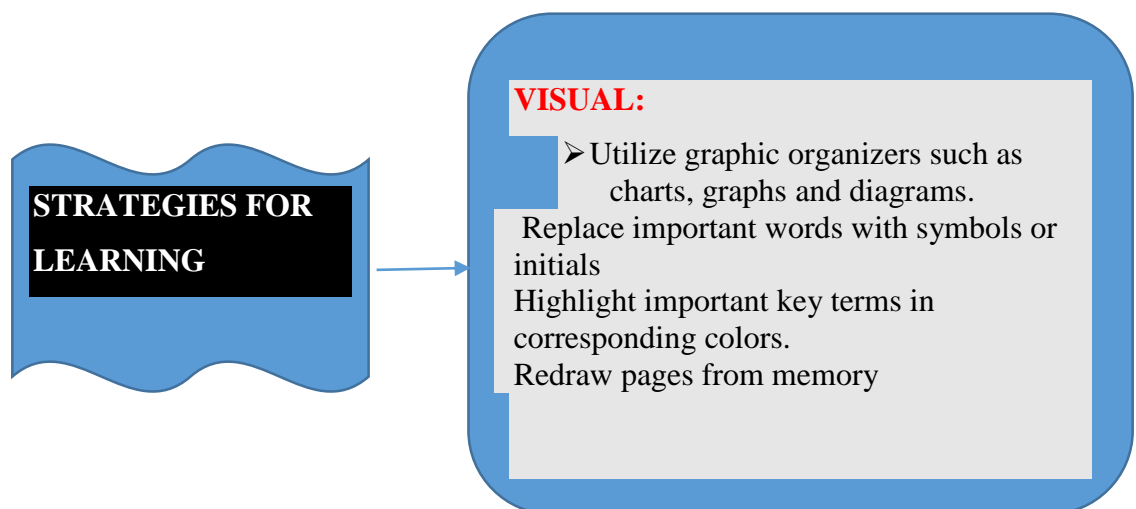 STRATEGIES FOR
LEARNING
VISUAL:
➢ Utilize graphic organizers such as
charts, graphs and diagrams.
Replace important words with symbols or
initials
Highlight important key terms in
corresponding colors.
Redraw pages from memory